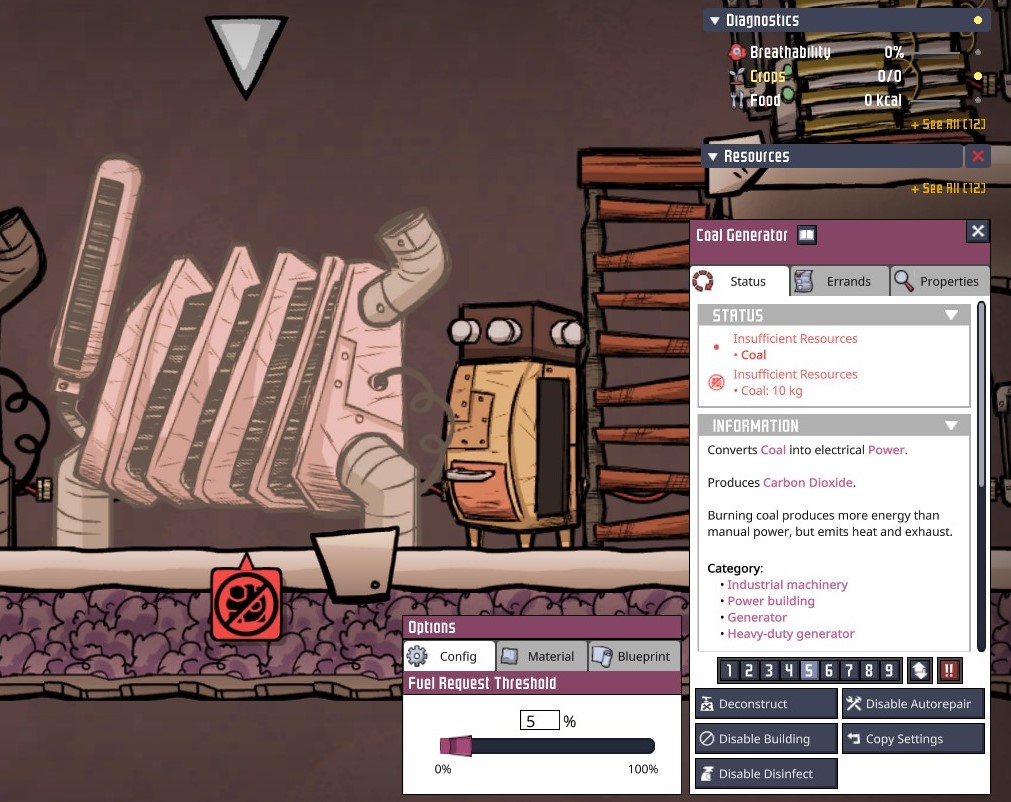 Diagnostics
Breathability 0%
Crops 0/0
Food 0 kcal
+ See All (12)
Resources
+ See All (12)
Coal Generator
Status Errands Properties
STATUS
Insufficient Resources
• Coal
Insufficient Resources
• Coal: 10 kg
INFORMATION
Converts Coal into electrical Power.
Produces Carbon Dioxide.
Burning coal produces more energy than
manual power, but emits heat and exhaust.
Category:
• Industrial machinery
• Power building
• Generator
• Heavy-duty generator
1 2 3 4 5 6 7 8 9 !!
Deconstruct Disable Autorepair
Disable Building Copy Settings
Disable Disinfect
Options
Config Material Blueprint
Fuel Request Threshold
5 %
0% 100%